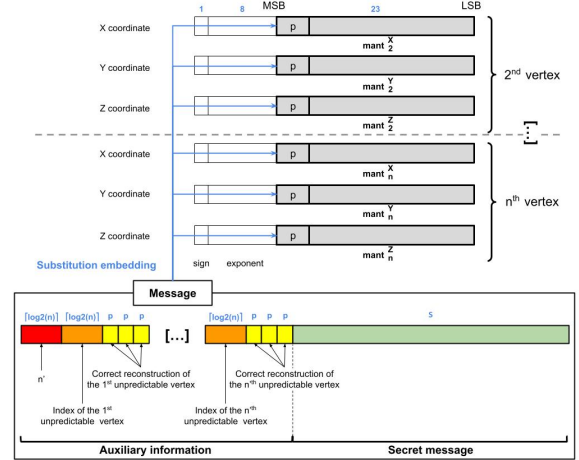 1 8 MSB 23 LSB
X coordinate p
mant X 2
Y coordinate p
mant Y 2
2nd vertex
Z coordinate p
mant Z 2
[...]
X coordinate p
mant X n
Y coordinate p
mant Y n
nth vertex
Z coordinate p
mant Z n
Substitution embedding sign exponent
Message
⌈log2(n)⌉ ⌈log2(n)⌉ p p p ⌈log2(n)⌉ p p p s
[...]
n'
Correct reconstruction of
the 1st unpredictable vertex
Correct reconstruction of
the nth unpredictable vertex
Index of the 1st
unpredictable vertex
Index of the nth
unpredictable vertex
Auxiliary information Secret message